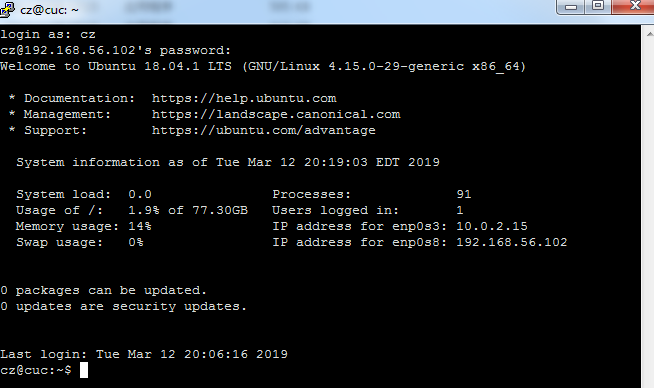 cz@cuc: ~
login as: cz
cz@192.168.56.102's password:
Welcome to Ubuntu 18.04.1 LTS (GNU/Linux 4.15.0-29-generic x86_64)
* Documentation:  https://help.ubuntu.com
* Management:     https://landscape.canonical.com
* Support:        https://ubuntu.com/advantage
System information as of Tue Mar 12 20:19:03 EDT 2019
System load:  0.0               Processes:             91
Usage of /:   1.9% of 77.30GB   Users logged in:       1
Memory usage: 14%               IP address for enp0s3: 10.0.2.15
Swap usage:   0%                IP address for enp0s8: 192.168.56.102
0 packages can be updated.
0 updates are security updates.
Last login: Tue Mar 12 20:06:16 2019
cz@cuc:~$